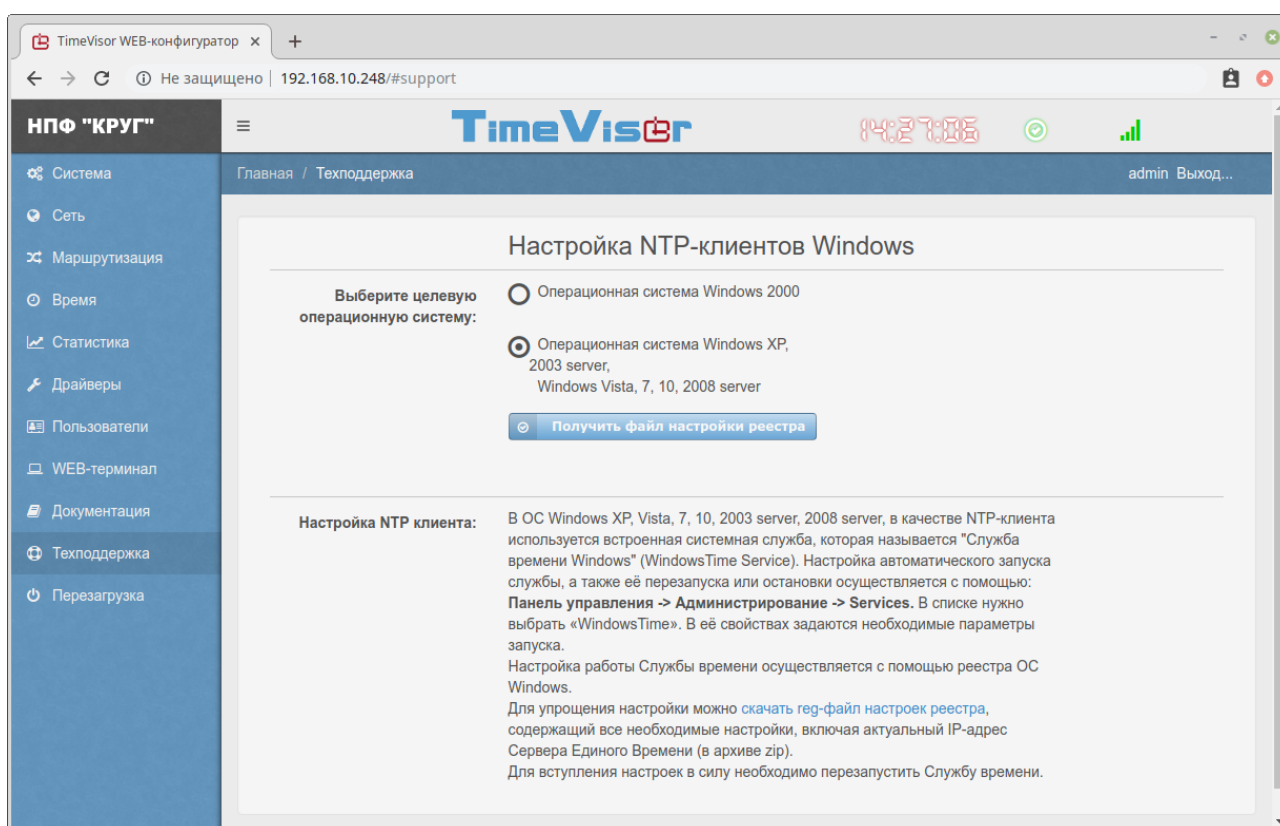 TimeVisor WEB-конфигуратор
Не защищено 192.168.10.248/#support
НПФ "КРУГ"
TimeVisor
14:27:06
Система
Сеть
Маршрутизация
Время
Статистика
Драйверы
Пользователи
WEB-терминал
Документация
Техподдержка
Перезагрузка
Главная / Техподдержка
admin Выход...
Настройка NTP-клиентов Windows
Выберите целевую
операционную систему:
Операционная система Windows 2000
Операционная система Windows XP,
2003 server,
Windows Vista, 7, 10, 2008 server
Получить файл настройки реестра
Настройка NTP клиента:
В ОС Windows XP, Vista, 7, 10, 2003 server, 2008 server, в качестве NTP-клиента
используется встроенная системная служба, которая называется "Служба
времени Windows" (WindowsTime Service). Настройка автоматического запуска
службы, а также её перезапуска или остановки осуществляется с помощью:
Панель управления -> Администрирование -> Services. В списке нужно
выбрать «WindowsTime». В её свойствах задаются необходимые параметры
запуска.
Настройка работы Службы времени осуществляется с помощью реестра ОС
Windows.
Для упрощения настройки можно скачать reg-файл настроек реестра,
содержащий все необходимые настройки, включая актуальный IP-адрес
Сервера Единого Времени (в архиве zip).
Для вступления настроек в силу необходимо перезапустить Службу времени.